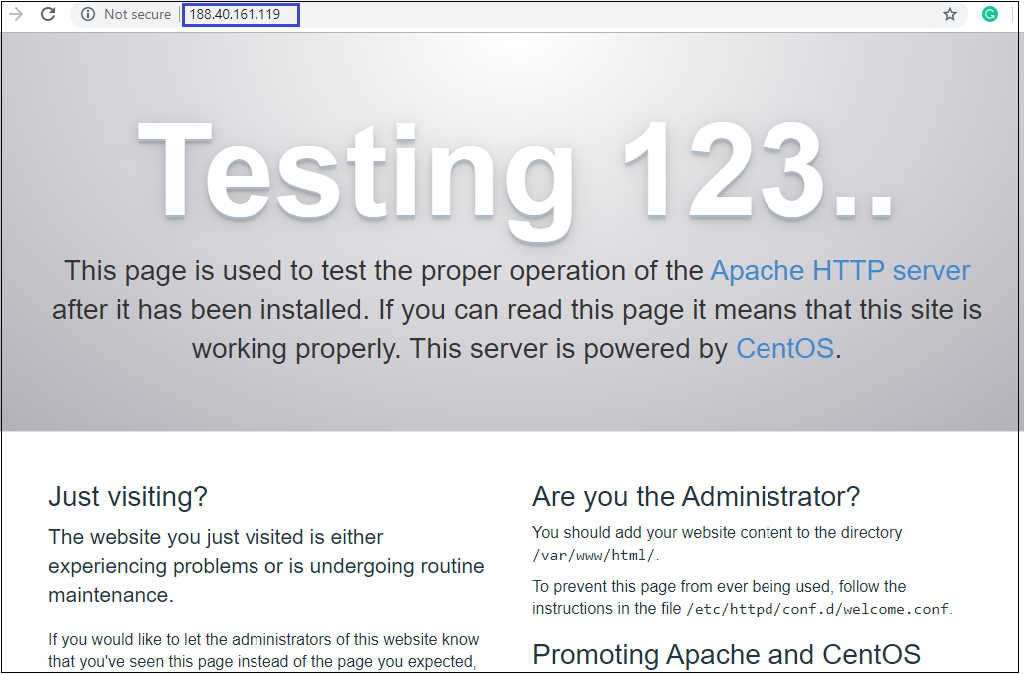 Not secure 188.40.161.119
Testing 123..
This page is used to test the proper operation of the Apache HTTP server
after it has been installed. If you can read this page it means that this site is
working properly. This server is powered by CentOS.
Just visiting?
The website you just visited is either
experiencing problems or is undergoing routine
maintenance.
If you would like to let the administrators of this website know
that you've seen this page instead of the page you expected,
Are you the Administrator?
You should add your website content to the directory
/var/www/html/.
To prevent this page from ever being used, follow the
instructions in the file /etc/httpd/conf.d/welcome.conf.
Promoting Apache and CentOS